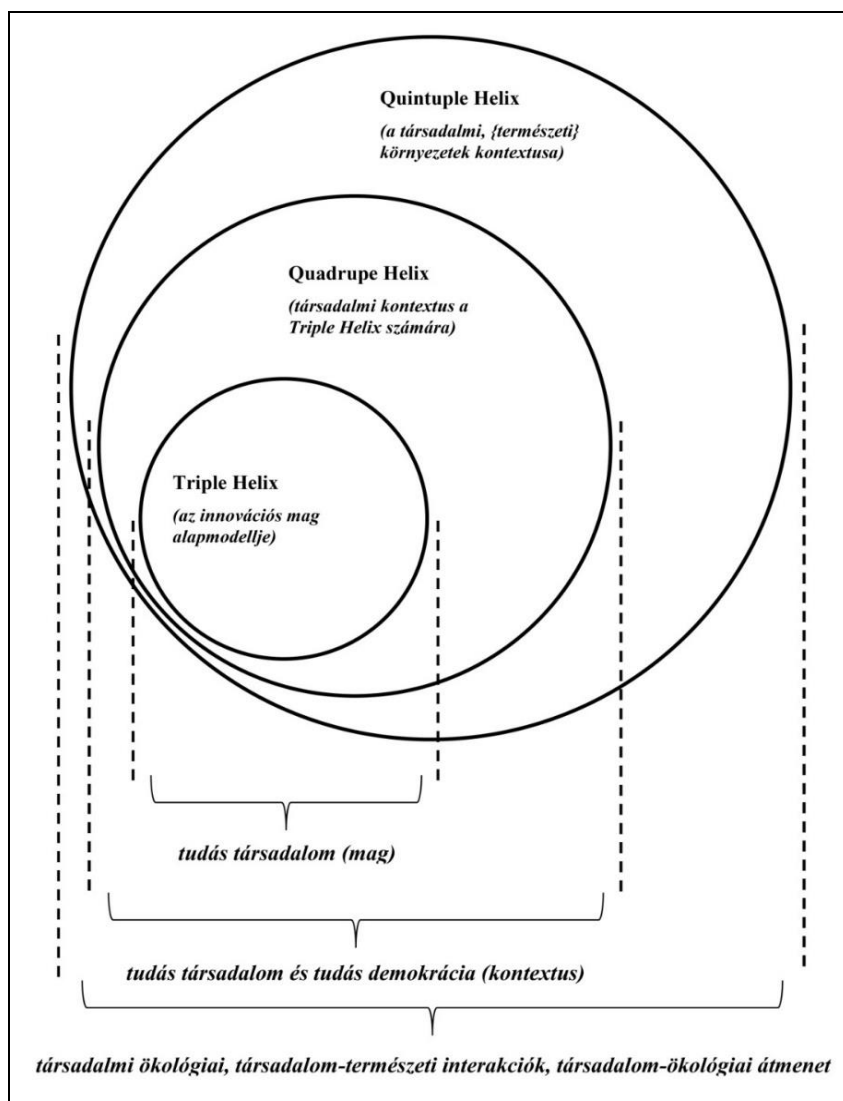 Quintuple Helix
(a társadalmi, {természeti}
környezetek kontextusa)
Quadrupe Helix
(társadalmi kontextus a
Triple Helix számára)
Triple Helix
(az innovációs mag
alapmodellje)
tudás társadalom (mag)
tudás társadalom és tudás demokrácia (kontextus)
társadalmi ökológiai, társadalom-természeti interakciók, társadalom-ökológiai átmenet